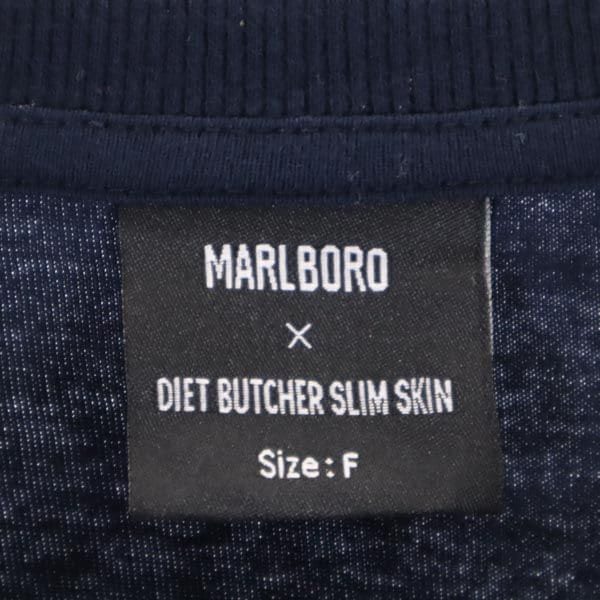 MARLBORO
×
DIET BUTCHER SLIM SKIN
Size: F